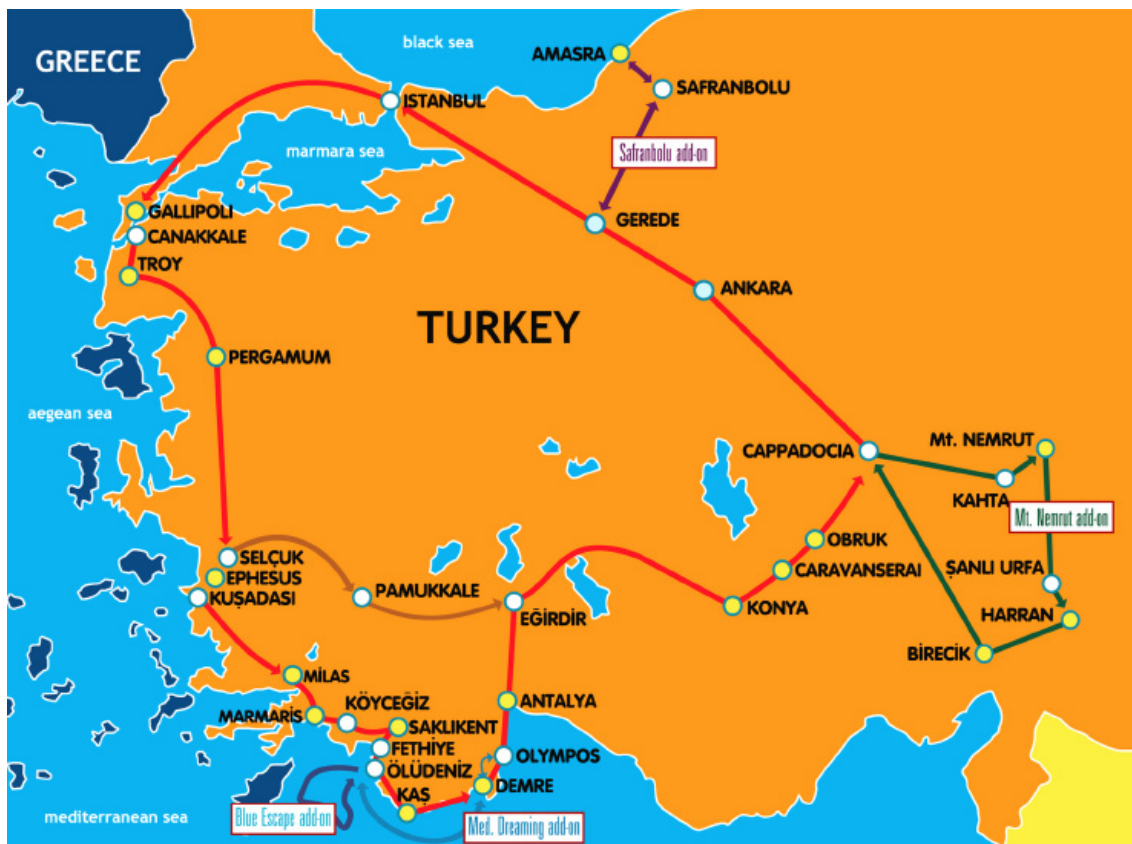 GREECE
black sea
AMASRA
SAFRANBOLU
ISTANBUL
marmara sea
Safranbolu add-on
GALLIPOLI
CANAKKALE
GEREDE
TROY
ANKARA
TURKEY
PERGAMUM
aegean sea
CAPPADOCIA
Mt. NEMRUT
KAHTA
Mt. Nemrut add-on
OBRUK
SELÇUK
CARAVANSERAI
ŞANLI URFA
EPHESUS
PAMUKKALE
KUŞADASI
EĞİRDİR
KONYA
HARRAN
BİRECİK
MİLAS
KÖYCEĞİZ
ANTALYA
MARMARİS
SAKLIKENT
FETHİYE
OLYMPOS
ÖLÜDENİZ
DEMRE
KAŞ
mediterranean sea
Blue Escape add-on
Med. Dreaming add-on